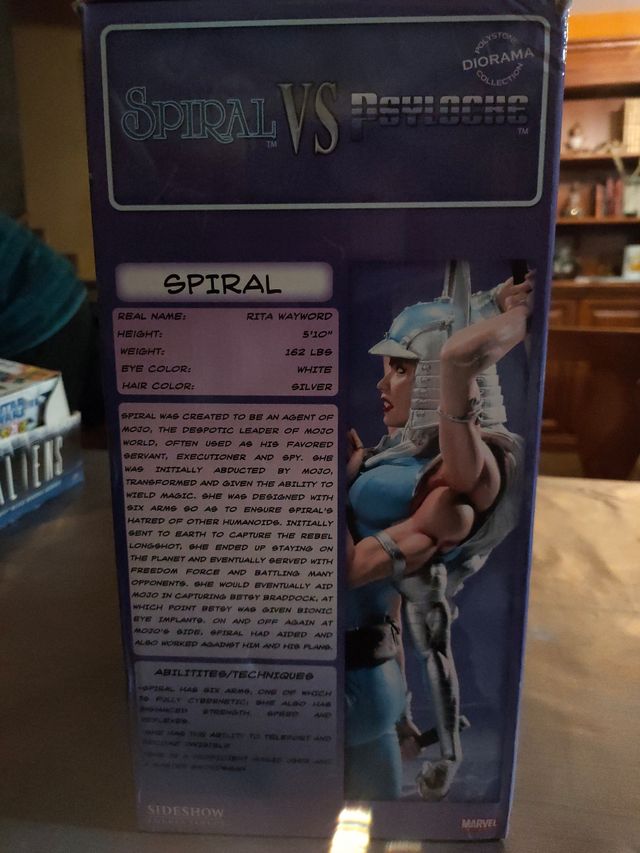 POLYSTONE
DIORAMA
COLLECTION
SPIRAL™ VS PSYLOCKE™
SPIRAL
REAL NAME: RITA WAYWORD
HEIGHT: 5'10"
WEIGHT: 162 LBS
EYE COLOR: WHITE
HAIR COLOR: SILVER
SPIRAL WAS CREATED TO BE AN AGENT OF
MOJO, THE DESPOTIC LEADER OF MOJO
WORLD, OFTEN USED AS HIS FAVORED
SERVANT, EXECUTIONER AND SPY. SHE
WAS INITIALLY ABDUCTED BY MOJO,
TRANSFORMED AND GIVEN THE ABILITY TO
WIELD MAGIC. SHE WAS DESIGNED WITH
SIX ARMS SO AS TO ENSURE SPIRAL'S
HATRED OF OTHER HUMANOIDS. INITIALLY
SENT TO EARTH TO CAPTURE THE REBEL
LONGSHOT, SHE ENDED UP STAYING ON
THE PLANET AND EVENTUALLY SERVED WITH
FREEDOM FORCE AND BATTLING MANY
OPPONENTS. SHE WOULD EVENTUALLY AID
MOJO IN CAPTURING BETSY BRADDOCK, AT
WHICH POINT BETSY WAS GIVEN BIONIC
EYE IMPLANTS. ON AND OFF AGAIN AT
MOJO'S SIDE, SPIRAL HAD AIDED AND
ALSO WORKED AGAINST HIM AND HIS PLANS.
ABILITITES/TECHNIQUES
-SPIRAL HAS SIX ARMS, ONE OF WHICH
IS FULLY CYBERNETIC; SHE ALSO HAS
ENHANCED STRENGTH, SPEED AND
REFLEXES.
-SHE HAS THE ABILITY TO TELEPORT AND
BECOME INVISIBLE
SIDESHOW
MARVEL
STAR
WARS
ALIENS